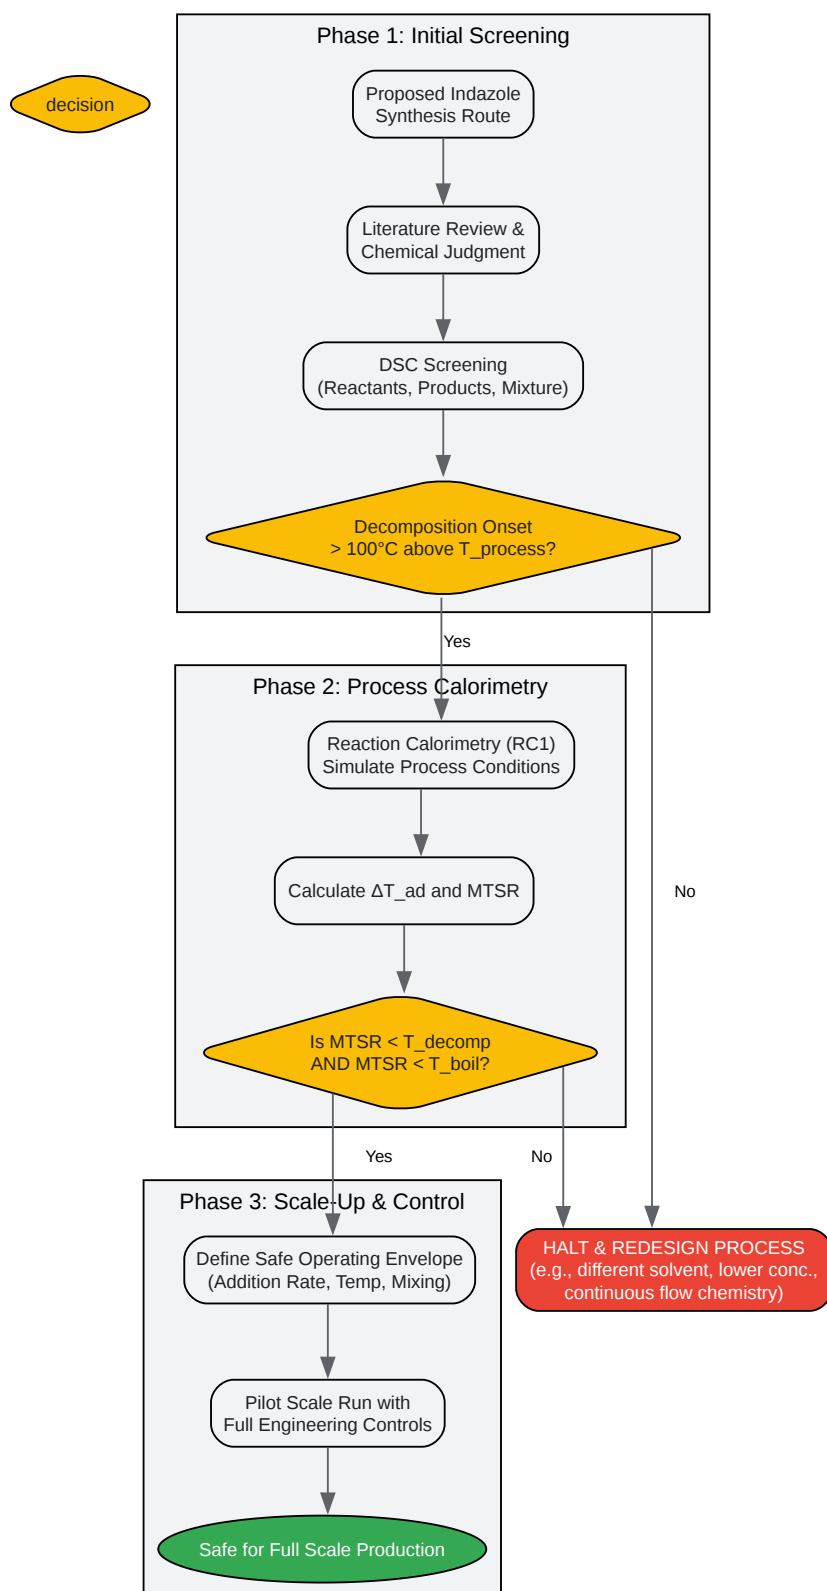 Phase 1: Initial Screening
decision
Proposed Indazole
Synthesis Route
Literature Review &
Chemical Judgment
DSC Screening
(Reactants, Products, Mixture)
Decomposition Onset
> 100°C above T_process?
Yes
Phase 2: Process Calorimetry
Reaction Calorimetry (RC1)
Simulate Process Conditions
Calculate ΔT_ad and MTSR
No
Is MTSR < T_decomp
AND MTSR < T_boil?
Yes
No
Phase 3: Scale-Up & Control
Define Safe Operating Envelope
(Addition Rate, Temp, Mixing)
HALT & REDESIGN PROCESS
(e.g., different solvent, lower conc.,
continuous flow chemistry)
Pilot Scale Run with
Full Engineering Controls
Safe for Full Scale Production